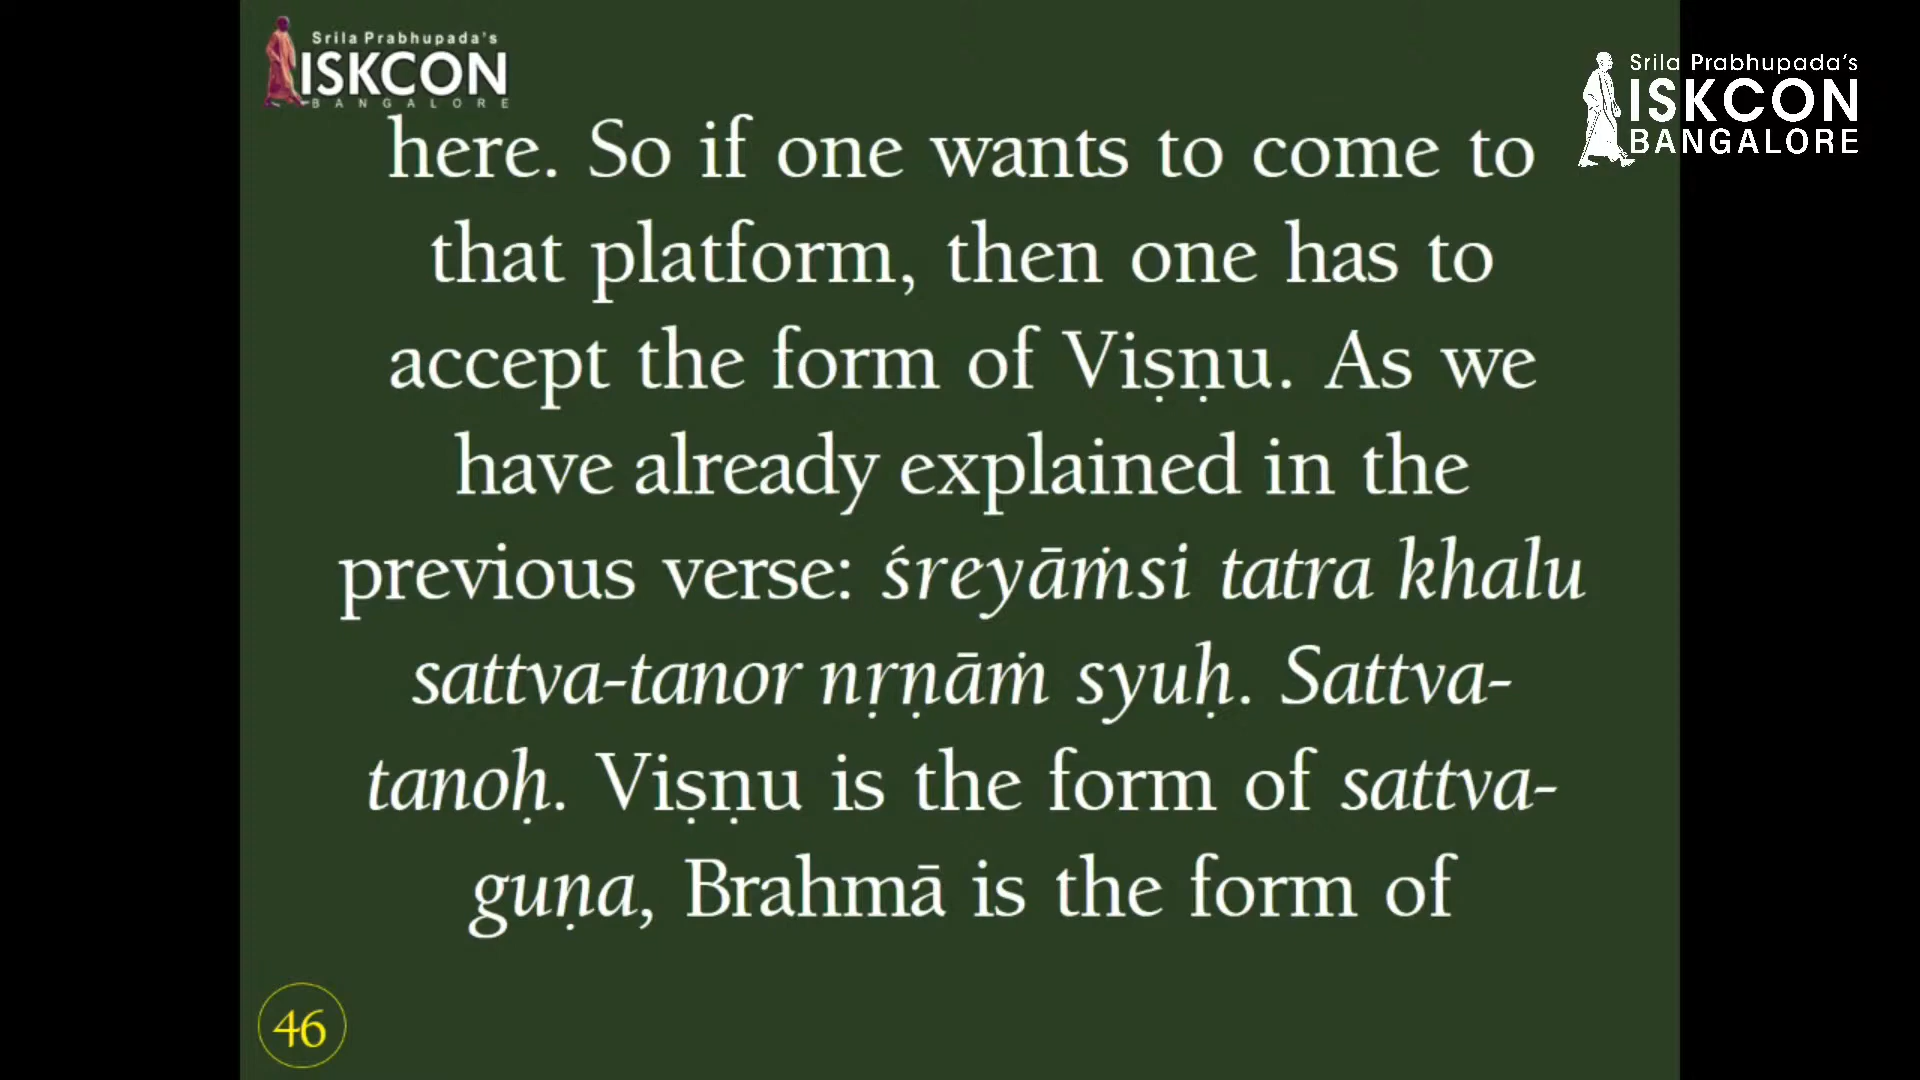 Srila Prabhupada's
ISKCON
BANGALORE
Srila Prabhupada's
ISKCON
BANGALORE
here. So if one wants to come to
that platform, then one has to
accept the form of Viṣṇu. As we
have already explained in the
previous verse: śreyāṁsi tatra khalu
sattva-tanor nṛṇāṁ syuḥ. Sattva-
tanoḥ. Viṣṇu is the form of sattva-
guṇa, Brahmā is the form of
46